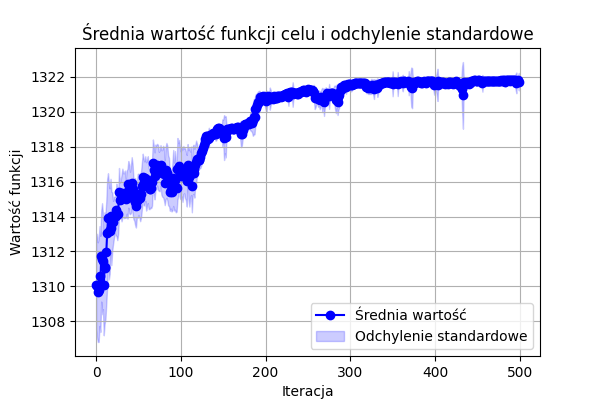 Średnia wartość funkcji celu i odchylenie standardowe
Wartość funkcji
1322
1320
1318
1316
1314
1312
1310
1308
0 100 200 300 400 500
Iteracja
Średnia wartość
Odchylenie standardowe